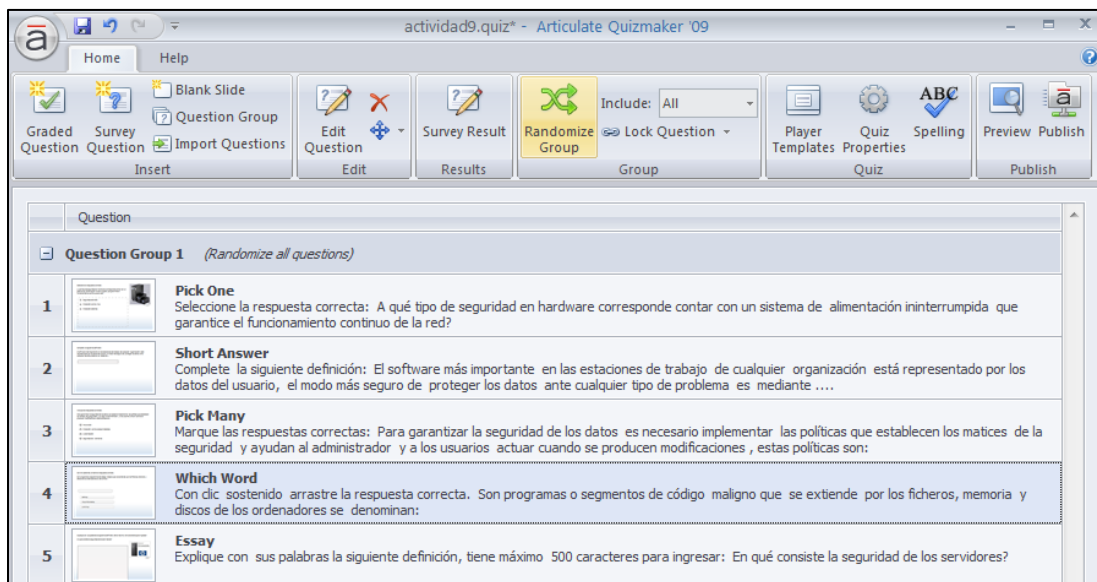 actividad9.quiz* - Articulate Quizmaker '09
Home Help
Graded Question
Survey Question
Blank Slide
Question Group
Import Questions
Insert
Edit Question
Edit
Survey Result
Results
Randomize Group
Include: All
Lock Question
Group
Player Templates
Quiz Properties
ABC
Spelling
Quiz
Preview
Publish
Publish
Question
Question Group 1 (Randomize all questions)
1
Pick One
Seleccione la respuesta correcta: A qué tipo de seguridad en hardware corresponde contar con un sistema de alimentación ininterrumpida que
garantice el funcionamiento continuo de la red?
2
Short Answer
Complete la siguiente definición: El software más importante en las estaciones de trabajo de cualquier organización está representado por los
datos del usuario, el modo más seguro de proteger los datos ante cualquier tipo de problema es mediante ....
3
Pick Many
Marque las respuestas correctas: Para garantizar la seguridad de los datos es necesario implementar las políticas que establecen los matices de la
seguridad y ayudan al administrador y a los usuarios actuar cuando se producen modificaciones , estas políticas son:
4
Which Word
Con clic sostenido arrastre la respuesta correcta. Son programas o segmentos de código maligno que se extiende por los ficheros, memoria y
discos de los ordenadores se denominan:
5
Essay
Explique con sus palabras la siguiente definición, tiene máximo 500 caracteres para ingresar: En qué consiste la seguridad de los servidores?